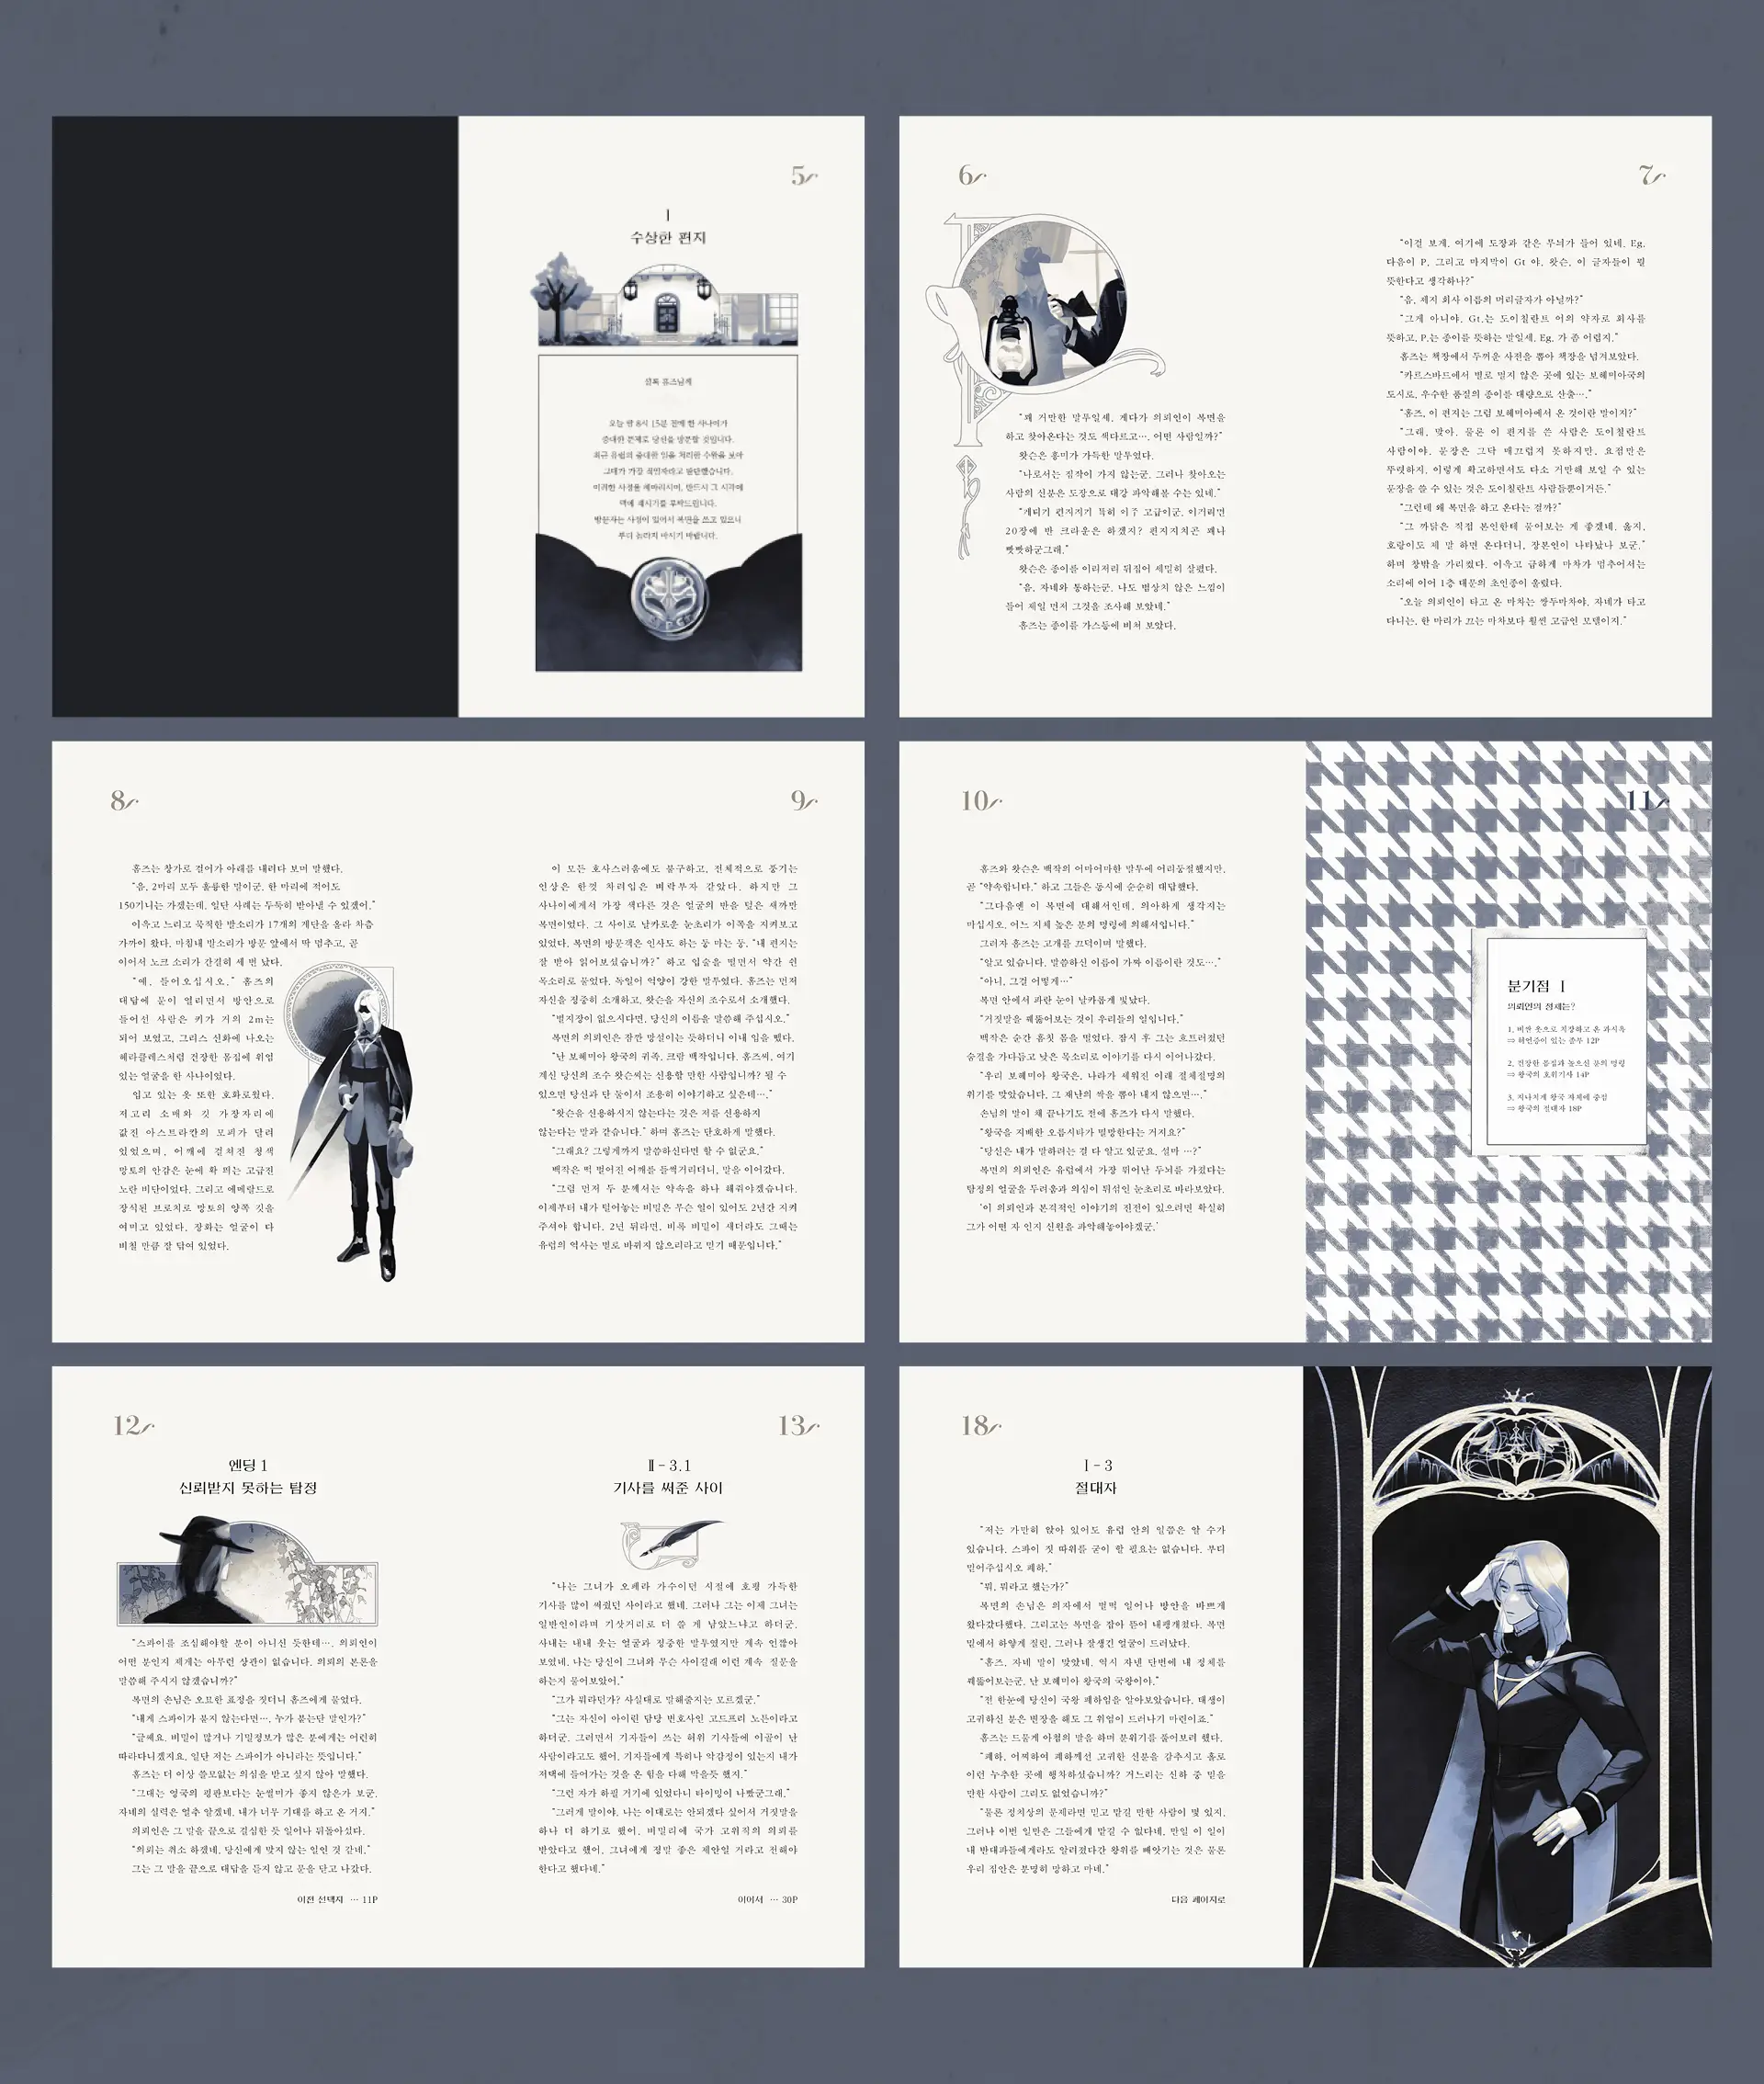 5
Ⅰ
수상한 편지
셜록 홈즈님께
오늘 밤 8시 15분 전에 한 사나이가
중대한 문제로 당신을 방문할 것입니다.
최근 유럽의 중대한 일을 처리한 수완을 보아
그대가 가장 적임자라고 판단했습니다.
이러한 사정을 헤아리시어, 반드시 그 시각에
댁에 계시기를 부탁드립니다.
방문자는 사정이 있어서 복면을 쓰고 있으니
부디 놀라지 마시기 바랍니다.
6
“꽤 거만한 말투일세. 게다가 의뢰인이 복면을
하고 찾아온다는 것도 색다르고…. 어떤 사람일까?”
왓슨은 흥미가 가득한 말투였다.
“나로서는 짐작이 가지 않는군. 그러나 찾아오는
사람의 신분은 도장으로 대강 파악해볼 수는 있네.”
“게디기 편지지기 특히 이주 고급이군. 이거리면
20장에 반 크라운은 하겠지? 편지지치곤 꽤나
빳빳하군그래.”
왓슨은 종이를 이리저리 뒤집어 세밀히 살폈다.
“음, 자네와 통하는군. 나도 범상치 않은 느낌이
들어 제일 먼저 그것을 조사해 보았네.”
홈즈는 종이를 가스등에 비쳐 보았다.
7
“이걸 보게. 여기에 도장과 같은 무늬가 들어 있네. Eg.
다음이 P, 그리고 마지막이 Gt 야. 왓슨, 이 글자들이 뭘
뜻한다고 생각하나?”
“음, 제지 회사 이름의 머리글자가 아닐까?”
“그게 아니야. Gt.는 도이칠란트 어의 약자로 회사를
뜻하고, P.는 종이를 뜻하는 말일세. Eg. 가 좀 어렵지.”
홈즈는 책장에서 두꺼운 사전을 뽑아 책장을 넘겨보았다.
“카르스바드에서 별로 멀지 않은 곳에 있는 보헤미아국의
도시로, 우수한 품질의 종이를 대량으로 산출….”
“홈즈, 이 편지는 그럼 보헤미아에서 온 것이란 말이지?”
“그래, 맞아. 물론 이 편지를 쓴 사람은 도이칠란트
사람이야. 문장은 그닥 매끄럽지 못하지만, 요점만은
뚜렷하지. 이렇게 확고하면서도 다소 거만해 보일 수 있는
문장을 쓸 수 있는 것은 도이칠란트 사람들뿐이거든.”
“그런데 왜 복면을 하고 온다는 걸까?”
“그 까닭은 직접 본인한테 물어보는 게 좋겠네. 옳지,
호랑이도 제 말 하면 온다더니, 장본인이 나타났나 보군.”
하며 창밖을 가리켰다. 이윽고 급하게 마차가 멈추어서는
소리에 이어 1층 대문의 초인종이 울렸다.
“오늘 의뢰인이 타고 온 마차는 쌍두마차야. 자네가 타고
다니는, 한 마리가 끄는 마차보다 훨씬 고급인 모델이지.”
8
홈즈는 창가로 걸어가 아래를 내려다 보며 말했다.
“음, 2마리 모두 훌륭한 말이군. 한 마리에 적어도
150기니는 가겠는데. 일단 사례는 두둑히 받아낼 수 있겠어.”
이윽고 느리고 묵직한 발소리가 17개의 계단을 올라 차츰
가까이 왔다. 마침내 발소리가 방문 앞에서 딱 멈추고, 곧
이어서 노크 소리가 간결히 세 번 났다.
“예, 들어오십시오.” 홈즈의
대답에 문이 열리면서 방안으로
들어선 사람은 키가 거의 2m는
되어 보였고, 그리스 신화에 나오는
헤라클레스처럼 건장한 몸집에 위엄
있는 얼굴을 한 사나이였다.
입고 있는 옷 또한 호화로웠다.
저고리 소매와 깃 가장자리에
값진 아스트라칸의 모피가 달려
있었으며, 어깨에 걸쳐진 청색
망토의 안감은 눈에 확 띄는 고급진
노란 비단이었다. 그리고 에메랄드로
장식된 브로치로 망토의 양쪽 깃을
여미고 있었다. 장화는 얼굴이 다
비칠 만큼 잘 닦여 있었다.
9
이 모든 호사스러움에도 불구하고, 전체적으로 풍기는
인상은 한껏 차려입은 벼락부자 같았다. 하지만 그
사나이에게서 가장 색다른 것은 얼굴의 반을 덮은 새까만
복면이었다. 그 사이로 날카로운 눈초리가 이쪽을 지켜보고
있었다. 복면의 방문객은 인사도 하는 둥 마는 둥, “내 편지는
잘 받아 읽어보셨습니까?” 하고 입술을 떨면서 약간 쉰
목소리로 물었다. 독일어 억양이 강한 말투였다. 홈즈는 먼저
자신을 정중히 소개하고, 왓슨을 자신의 조수로서 소개했다.
“별지장이 없으시다면, 당신의 이름을 말씀해 주십시오.”
복면의 의뢰인은 잠깐 망설이는 듯하더니 이내 입을 뗐다.
“난 보헤미아 왕국의 귀족, 크람 백작입니다. 홈즈씨, 여기
계신 당신의 조수 왓슨씨는 신용할 만한 사람입니까? 될 수
있으면 당신과 단 둘이서 조용히 이야기하고 싶은데….”
“왓슨을 신용하시지 않는다는 것은 저를 신용하지
않는다는 말과 같습니다.” 하며 홈즈는 단호하게 말했다.
“그래요? 그렇게까지 말씀하신다면 할 수 없군요.”
백작은 떡 벌어진 어깨를 들썩거리더니, 말을 이어갔다.
“그럼 먼저 두 분께서는 약속을 하나 해줘야겠습니다.
이제부터 내가 털어놓는 비밀은 무슨 일이 있어도 2년간 지켜
주셔야 합니다. 2년 뒤라면, 비록 비밀이 새더라도 그때는
유럽의 역사는 별로 바뀌지 않으리라고 믿기 때문입니다.”
10
홈즈와 왓슨은 백작의 어마어마한 말투에 어리둥절했지만,
곧 “약속합니다.” 하고 그들은 동시에 순순히 대답했다.
“그다음엔 이 복면에 대해서인데, 의아하게 생각지는
마십시오. 어느 지체 높은 분의 명령에 의해서입니다.”
그러자 홈즈는 고개를 끄덕이며 말했다.
“알고 있습니다. 말씀하신 이름이 가짜 이름이란 것도….”
“아니, 그걸 어떻게…”
복면 안에서 파란 눈이 날카롭게 빛났다.
“거짓말을 꿰뚫어보는 것이 우리들의 일입니다.”
백작은 순간 흠칫 몸을 떨었다. 잠시 후 그는 흐트러졌던
숨결을 가다듬고 낮은 목소리로 이야기를 다시 이어나갔다.
“우리 보헤미아 왕국은, 나라가 세워진 이래 절체절명의
위기를 맞았습니다. 그 재난의 싹을 뽑아 내지 않으면….”
손님의 말이 채 끝나기도 전에 홈즈가 다시 말했다.
“왕국을 지배한 오름시타가 멸망한다는 거지요?”
“당신은 내가 말하려는 걸 다 알고 있군요. 설마 …?”
복면의 의뢰인은 유럽에서 가장 뛰어난 두뇌를 가졌다는
탐정의 얼굴을 두려움과 의심이 뒤섞인 눈초리로 바라보았다.
‘이 의뢰인과 본격적인 이야기의 진전이 있으려면 확실히
그가 어떤 자 인지 신원을 파악해놓아야겠군.’
11
분기점 Ⅰ
의뢰인의 정체는?
1. 비싼 옷으로 치장하고 온 과시욕
⇨ 허언증이 있는 졸부 12P
2. 건장한 몸집과 높으신 분의 명령
⇨ 왕국의 호위기사 14P
3. 지나치게 왕국 자체에 중심
⇨ 왕국의 절대자 18P
12
엔딩 1
신뢰받지 못하는 탐정
“스파이를 조심해야할 분이 아니신 듯한데…. 의뢰인이
어떤 분인지 제게는 아무런 상관이 없습니다. 의뢰의 본론을
말씀해 주시지 않겠습니까?”
복면의 손님은 오묘한 표정을 짓더니 홈즈에게 물었다.
“내게 스파이가 붙지 않는다면…, 누가 붙는단 말인가?”
“글쎄요. 비밀이 많거나 기밀정보가 많은 분에게는 어련히
따라다니겠지요. 일단 저는 스파이가 아니라는 뜻입니다.”
홈즈는 더 이상 쓸모없는 의심을 받고 싶지 않아 말했다.
“그대는 영국의 평판보다는 눈썰미가 좋지 않은가 보군.
자네의 실력은 얼추 알겠네. 내가 너무 기대를 하고 온 거지.”
의뢰인은 그 말을 끝으로 결심한 듯 일어나 뒤돌아섰다.
“의뢰는 취소 하겠네. 당신에게 맞지 않는 일인 것 같네.”
그는 그 말을 끝으로 대답을 듣지 않고 문을 닫고 나갔다.
이전 선택지 … 11P
13
Ⅱ - 3.1
기사를 써준 사이
“나는 그녀가 오페라 가수이던 시절에 호평 가득한
기사를 많이 써줬던 사이라고 했네. 그러나 그는 이제 그녀는
일반인이라며 기삿거리로 더 쓸 게 남았느냐고 하더군.
사내는 내내 웃는 얼굴과 정중한 말투였지만 계속 언짢아
보였네. 나는 당신이 그녀와 무슨 사이길래 이런 계속 질문을
하는지 물어보았어.”
“그가 뭐라던가? 사실대로 말해줄지는 모르겠군.”
“그는 자신이 아이린 담당 변호사인 고드프리 노튼이라고
하더군. 그러면서 기자들이 쓰는 허위 기사들에 이골이 난
사람이라고도 했어. 기자들에게 특히나 악감정이 있는지 내가
저택에 들어가는 것을 온 힘을 다해 막을듯 했지.”
“그런 자가 하필 거기에 있었다니 타이밍이 나빴군그래.”
“그러게 말이야. 나는 이대로는 안되겠다 싶어서 거짓말을
하나 더 하기로 했어. 비밀리에 국가 고위직의 의뢰를
받았다고 했어. 그녀에게 정말 좋은 제안일 거라고 전해야
한다고 했다네.”
이어서 … 30P
18
Ⅰ - 3
절대자
“저는 가만히 앉아 있어도 유럽 안의 일쯤은 알 수가
있습니다. 스파이 짓 따위를 굳이 할 필요는 없습니다. 부디
믿어주십시오 폐하.”
“뭐, 뭐라고 했는가?”
복면의 손님은 의자에서 벌떡 일어나 방안을 바쁘게
왔다갔다했다. 그리고는 복면을 잡아 뜯어 내팽개쳤다. 복면
밑에서 하얗게 질린, 그러나 잘생긴 얼굴이 드러났다.
“홈즈, 자네 말이 맞았네. 역시 자넨 단번에 내 정체를
꿰뚫어보는군. 난 보헤미아 왕국의 국왕이야.”
“전 한눈에 당신이 국왕 폐하임을 알아보았습니다. 태생이
고귀하신 분은 변장을 해도 그 위엄이 드러나기 마련이죠.”
홈즈는 드물게 아첨의 말을 하며 분위기를 풀어보려 했다.
“폐하, 어찌하여 폐하께선 고귀한 신분을 감추시고 홀로
이런 누추한 곳에 행차하셨습니까? 거느리는 신하 중 믿을
만한 사람이 그리도 없었습니까?”
“물론 정치상의 문제라면 믿고 맡길 만한 사람이 몇 있지.
그러나 이번 일만은 그들에게 맡길 수 없다네. 만일 이 일이
내 반대파들에게라도 알려졌다간 왕위를 빼앗기는 것은 물론
우리 집안은 분명히 망하고 마네.”
다음 페이지로